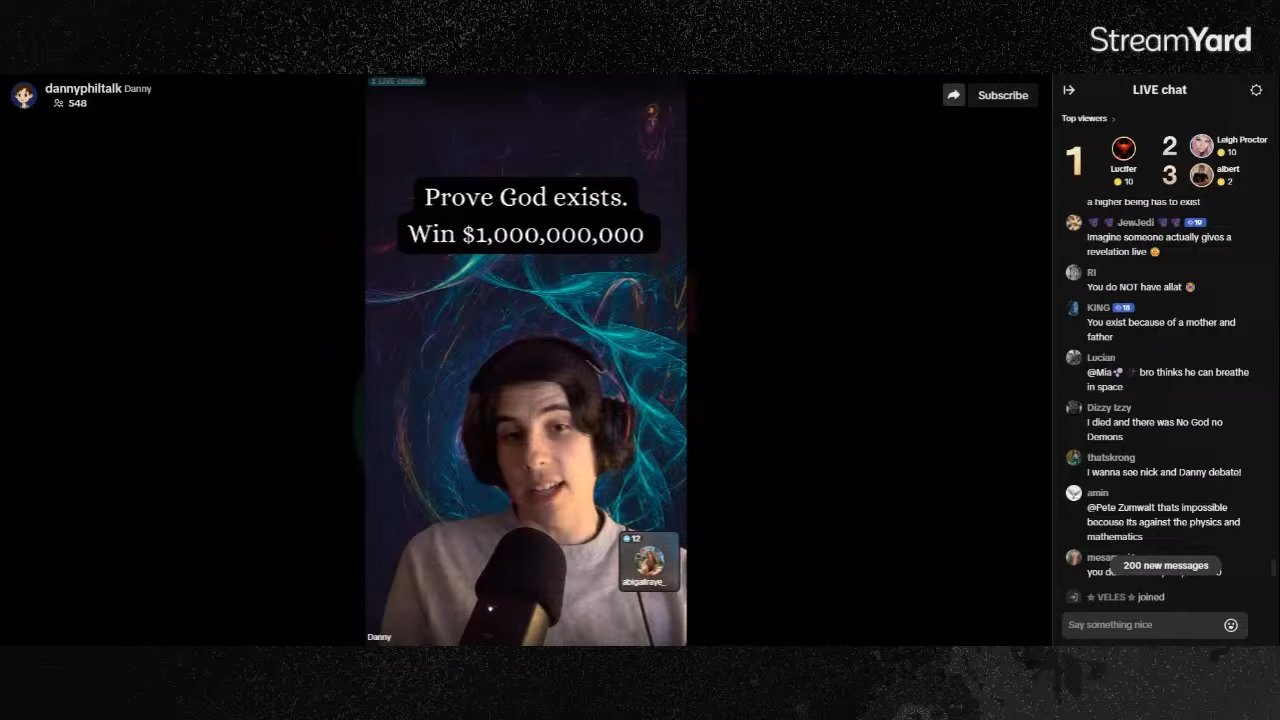 StreamYard
dannyphiltalk Danny
548
Subscribe
LIVE creator
Prove God exists.
Win $1,000,000,000
12
abigailraye_
Danny
LIVE chat
Top viewers
1
Lucifer
10
2
Leigh Proctor
10
3
albert
2
a higher being has to exist
JewJedi
19
Imagine someone actually gives a
revelation live
RI
You do NOT have allat
KING
18
You exist because of a mother and
father
Lucian
@Mia bro thinks he can breathe
in space
Dizzy Izzy
I died and there was No God no
Demons
thatskrong
I wanna see nick and Danny debate!
amin
@Pete Zumwalt thats impossible
becouse its against the physics and
mathematics
200 new messages
VELES joined
Say something nice